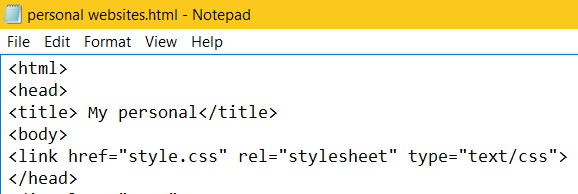 personal websites.html - Notepad
File Edit Format View Help
<html>
<head>
<title> My personal</title>
<body>
<link href="style.css" rel="stylesheet" type="text/css">
</head>